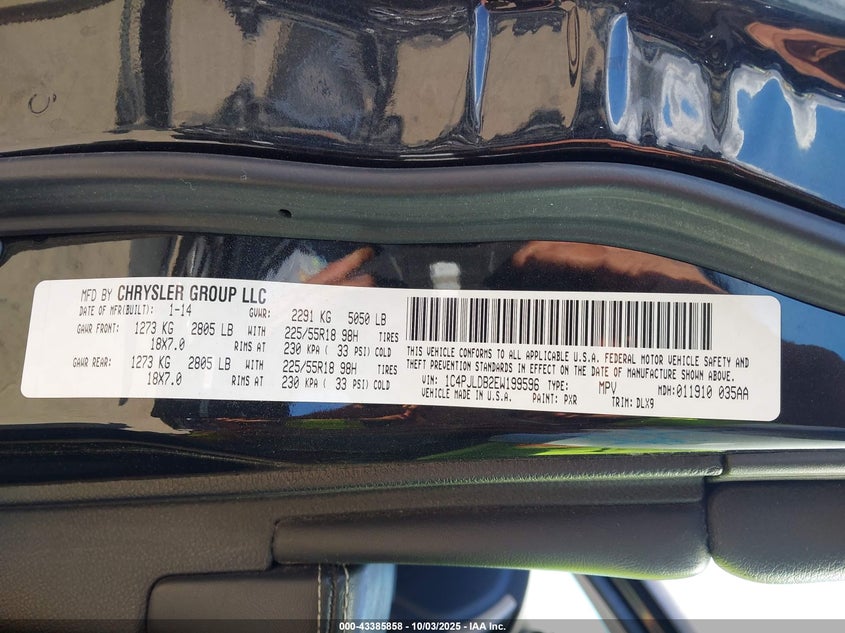 MFD BY CHRYSLER GROUP LLC
DATE OF MFR(BUILT): 1-14 GVWR: 2291 KG 5050 LB
GAWR FRONT: 1273 KG 2805 LB WITH 225/55R18 98H TIRES
18X7.0 RIMS AT 230 KPA ( 33 PSI) COLD
GAWR REAR: 1273 KG 2805 LB WITH 225/55R18 98H TIRES
18X7.0 RIMS AT 230 KPA ( 33 PSI) COLD
THIS VEHICLE CONFORMS TO ALL APPLICABLE U.S.A. FEDERAL MOTOR VEHICLE SAFETY AND
THEFT PREVENTION STANDARDS IN EFFECT ON THE DATE OF MANUFACTURE SHOWN ABOVE.
VIN: 1C4PJLDB2EW199596 TYPE: MPV MDH:011910 035AA
VEHICLE MADE IN U.S.A. PAINT: PXR TRIM: DLX9
000-43385858 - 10/03/2025 - IAA, Inc.